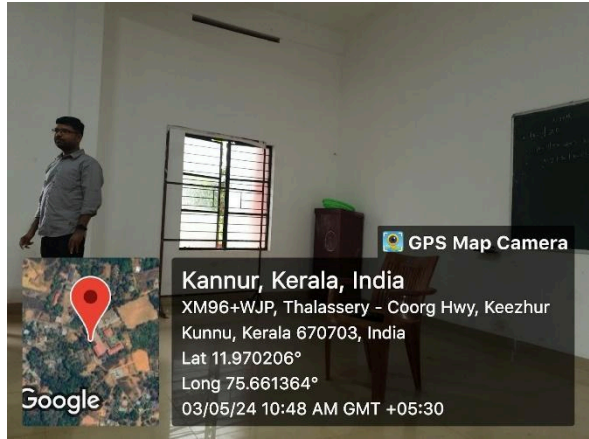 GPS Map Camera
Kannur, Kerala, India
XM96+WJP, Thalassery - Coorg Hwy, Keezhur
Kunnu, Kerala 670703, India
Lat 11.970206°
Long 75.661364°
03/05/24 10:48 AM GMT +05:30
Google